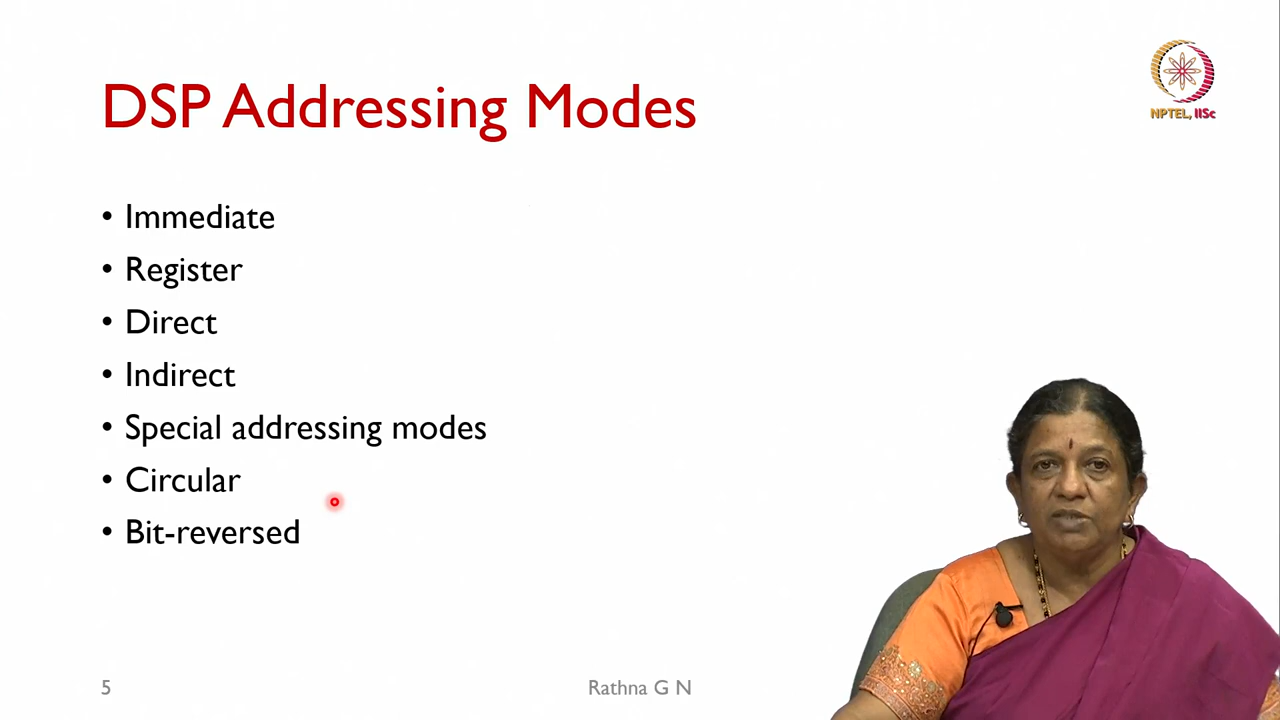 DSP Addressing Modes
NPTEL, IISc
• Immediate
• Register
• Direct
• Indirect
• Special addressing modes
• Circular
• Bit-reversed
5
Rathna G N